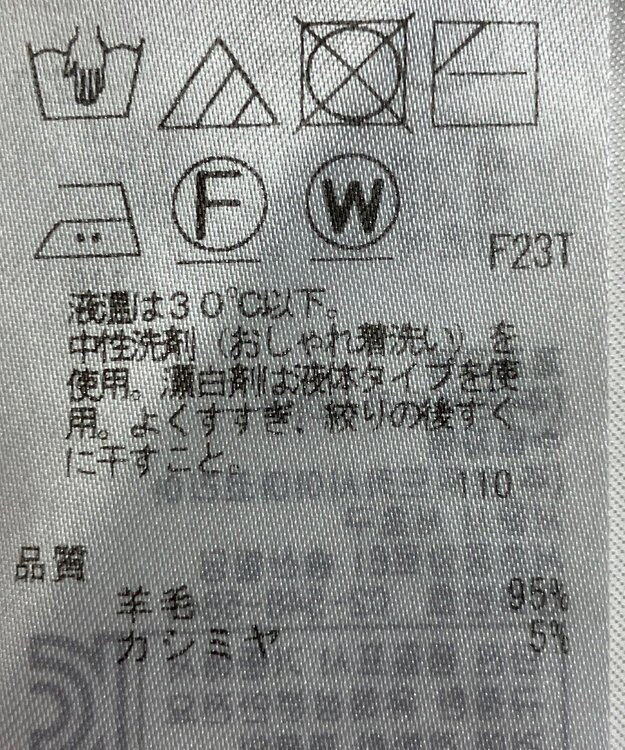 F
W
F23T
液温は30℃以下。
中性洗剤（おしゃれ着洗い）を
使用。漂白剤は液体タイプを使
用。よくすすぎ、絞りの後すぐ
に干すこと。
110
品質
羊毛 95%
カシミヤ 5%